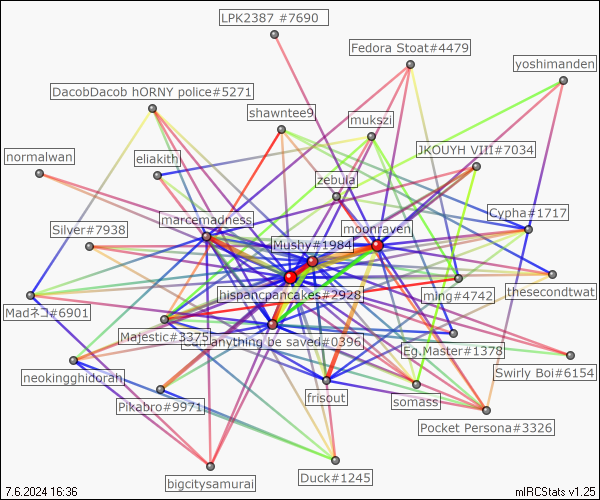 LPK2387 #7690
Fedora Stoat#4479
yoshimanden
DacobDacob hORNY police#5271
shawntee9
mukszi
JKOUYH VIII#7034
normalwan
eliakith
zebula
marcemadness
moonraven
Cypha#1717
Silver#7938
Mushy#1984
hispanicpancakes#2928
ming#4742
thesecondtwat
Madネコ#6901
Majestic#3375
anything be saved#0396
Eg.Master#1378
Swirly Boi#6154
neokingghidorah
Pikabro#9971
frisout
somass
Pocket Persona#3326
bigcitysamurai
Duck#1245
7.6.2024 16:36
mIRCStats v1.25